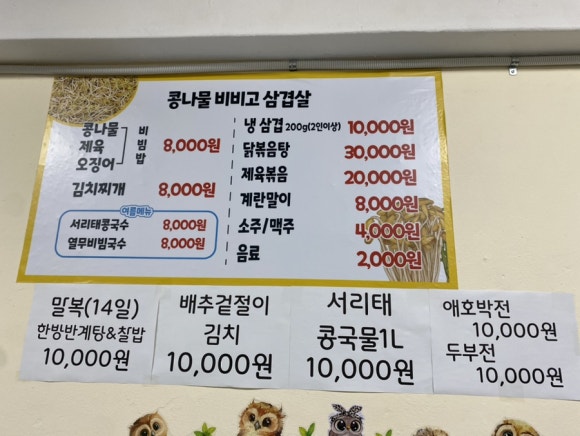 콩나물 비비고 삼겹살
콩나물
제육
오징어
비빔밥
8,000원
김치찌개 8,000원
여름메뉴
서리태콩국수 8,000원
열무비빔국수 8,000원
냉 삼겹 200g(2인이상) 10,000원
닭볶음탕 30,000원
제육볶음 20,000원
계란말이 8,000원
소주/맥주 4,000원
음료 2,000원
말복(14일)
한방반계탕&찰밥
10,000원
배추겉절이
김치
10,000원
서리태
콩국물1L
10,000원
애호박전
10,000원
두부전
10,000원